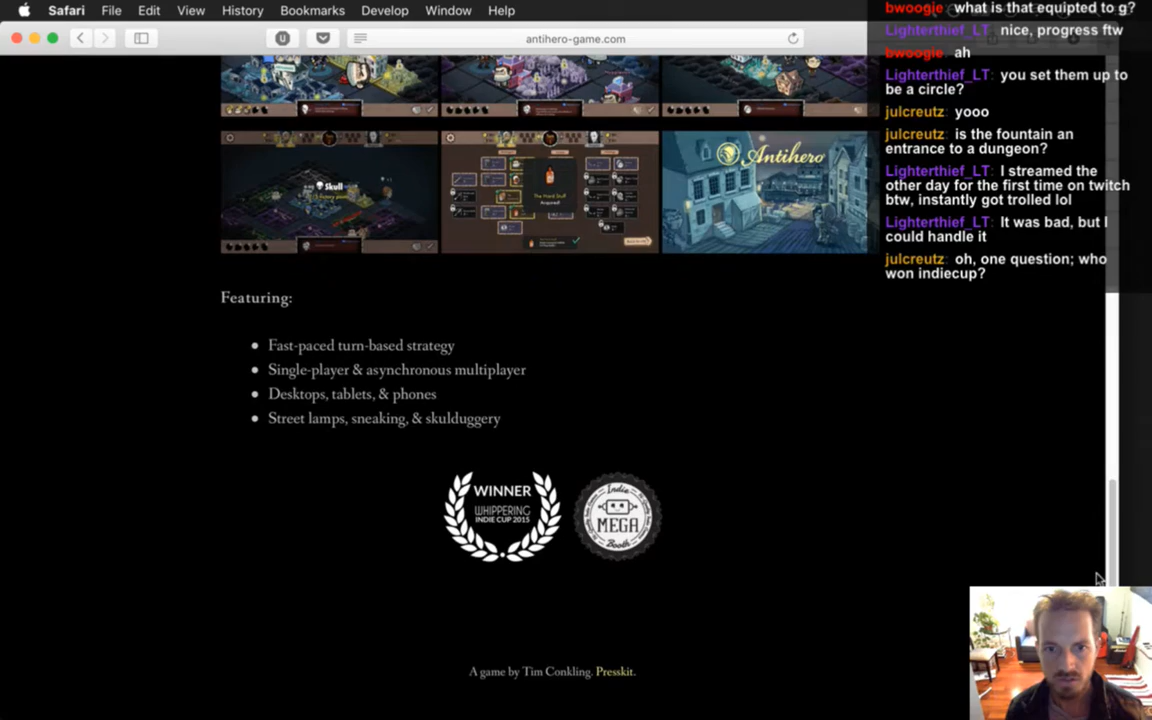 Safari File Edit View History Bookmarks Develop Window Help
antihero-game.com
Skull
Antihero
Featuring:
Fast-paced turn-based strategy
Single-player & asynchronous multiplayer
Desktops, tablets, & phones
Street lamps, sneaking, & skulduggery
WINNER
WHIPPERING
INDIE CUP 2015
Indie
MEGA
Booth
A game by Tim Conkling. Presskit.
bwoogie: what is that equipted to g?
Lighterthief_LT: nice, progress ftw
bwoogie: ah
Lighterthief_LT: you set them up to
be a circle?
julcreutz: yooo
julcreutz: is the fountain an
entrance to a dungeon?
Lighterthief_LT: I streamed the
other day for the first time on twitch
btw, instantly got trolled lol
Lighterthief_LT: It was bad, but I
could handle it
julcreutz: oh, one question; who
won indiecup?